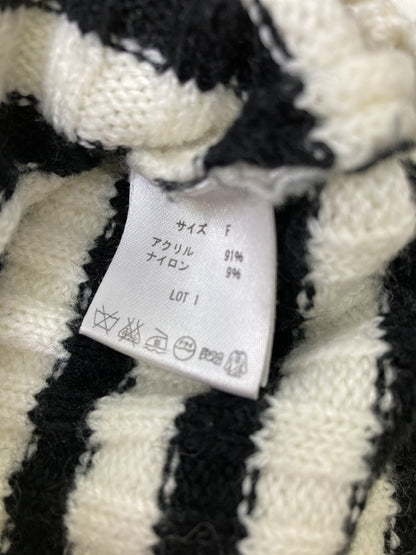 サイズ F
アクリル 91%
ナイロン 9%
LOT 1